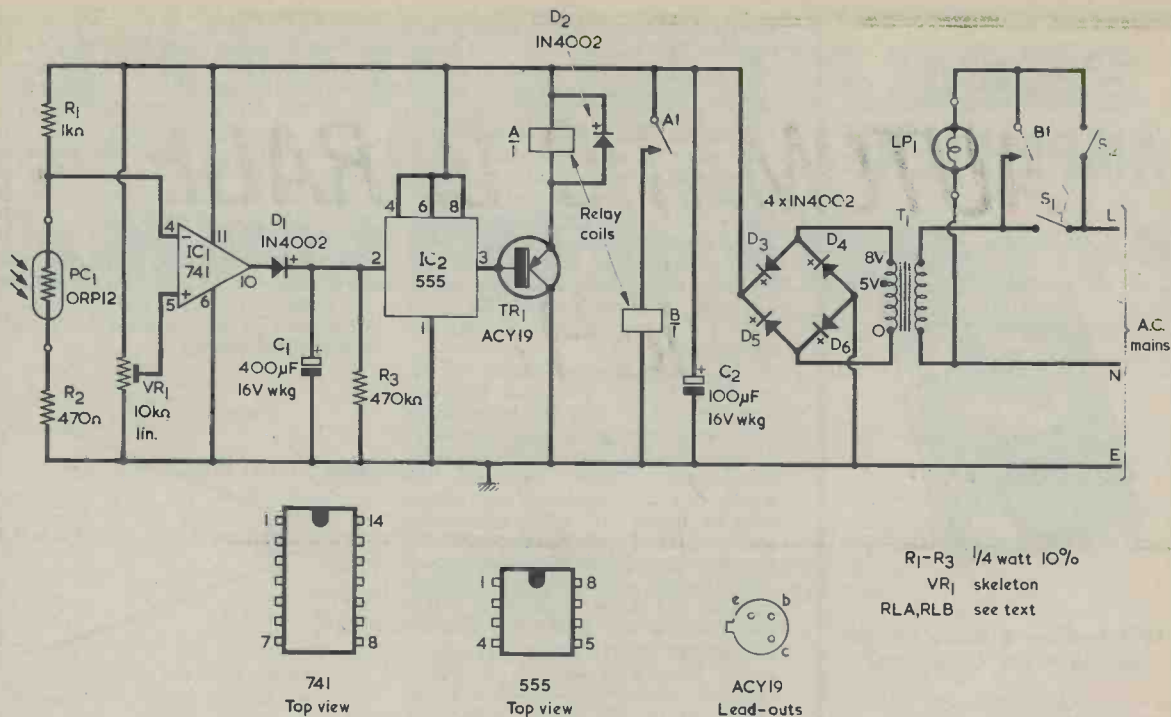 D2
IN4002
R1
1kΩ
PC1
ORP12
R2
470Ω
VR1
10kΩ
lin.
4
−
11
IC1
741
+
5
6
10
D1
IN4002
C1
400µF
16V wkg
+
R3
470kΩ
4
6
8
2
IC2
555
3
1
TR1
ACY19
A
1
+
Relay
coils
A1
B
1
+
C2
100µF
16V wkg
4xIN4002
D3
D4
D5
D6
+
+
+
+
8V
5V
O
T1
LP1
B1
S1
L
N
E
A.C.
mains
1
14
7
8
741
Top view
1
8
4
5
555
Top view
e
b
c
ACY19
Lead-outs
R1-R3 1/4 watt 10%
VR1 skeleton
RLA,RLB see text